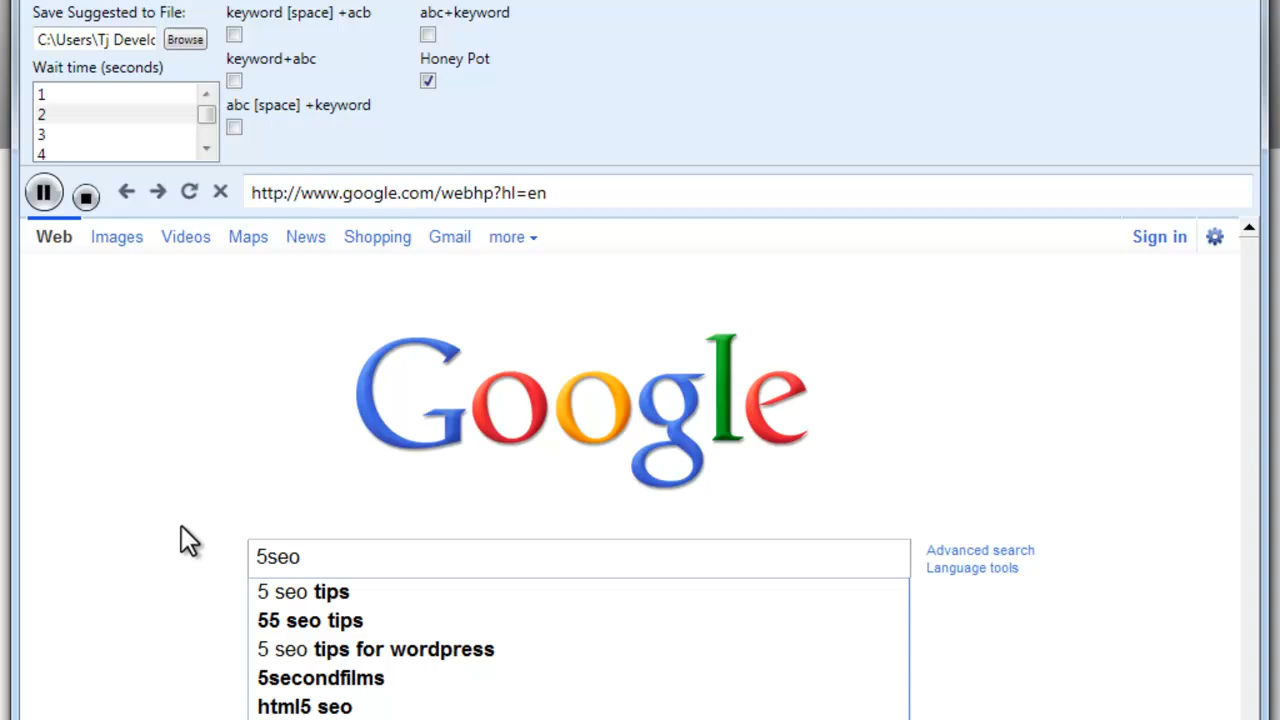 Save Suggested to File:
C:\Users\Tj Develc
Browse
Wait time (seconds)
1
2
3
4
keyword [space] +acb
keyword+abc
abc [space] +keyword
abc+keyword
Honey Pot
http://www.google.com/webhp?hl=en
Web Images Videos Maps News Shopping Gmail more
Sign in
Google
5seo
Advanced search
Language tools
5 seo tips
55 seo tips
5 seo tips for wordpress
5secondfilms
html5 seo